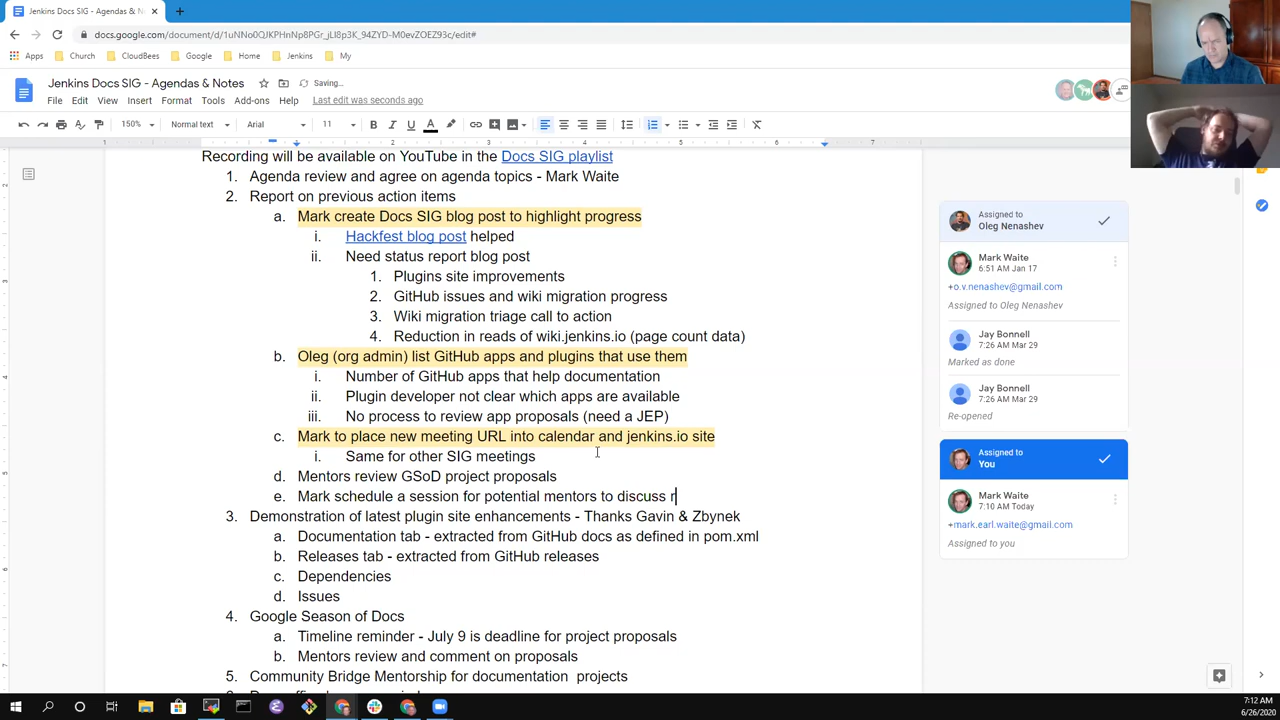 Jenkins Docs SIG - Agendas & N
docs.google.com/document/d/1uNNo0QJKPHnNp8PGr_jLl8p3K_94ZYD-M0evZOEZ93c/edit#
Apps Church CloudBees Google Home Jenkins My
Jenkins Docs SIG - Agendas & Notes Saving...
File Edit View Insert Format Tools Add-ons Help Last edit was seconds ago
150% Normal text Arial 11
1 1 2 3 4 5 6 7
Recording will be available on YouTube in the Docs SIG playlist
1. Agenda review and agree on agenda topics - Mark Waite
2. Report on previous action items
a. Mark create Docs SIG blog post to highlight progress
i. Hackfest blog post helped
ii. Need status report blog post
1. Plugins site improvements
2. GitHub issues and wiki migration progress
3. Wiki migration triage call to action
4. Reduction in reads of wiki.jenkins.io (page count data)
b. Oleg (org admin) list GitHub apps and plugins that use them
i. Number of GitHub apps that help documentation
ii. Plugin developer not clear which apps are available
iii. No process to review app proposals (need a JEP)
c. Mark to place new meeting URL into calendar and jenkins.io site
i. Same for other SIG meetings
d. Mentors review GSoD project proposals
e. Mark schedule a session for potential mentors to discuss r
3. Demonstration of latest plugin site enhancements - Thanks Gavin & Zbynek
a. Documentation tab - extracted from GitHub docs as defined in pom.xml
b. Releases tab - extracted from GitHub releases
c. Dependencies
d. Issues
4. Google Season of Docs
a. Timeline reminder - July 9 is deadline for project proposals
b. Mentors review and comment on proposals
5. Community Bridge Mentorship for documentation projects
Assigned to
Oleg Nenashev
Mark Waite
6:51 AM Jan 17
+o.v.nenashev@gmail.com
Assigned to Oleg Nenashev
Jay Bonnell
7:26 AM Mar 29
Marked as done
Jay Bonnell
7:26 AM Mar 29
Re-opened
Assigned to
You
Mark Waite
7:10 AM Today
+mark.earl.waite@gmail.com
Assigned to you
7:12 AM
6/26/2020